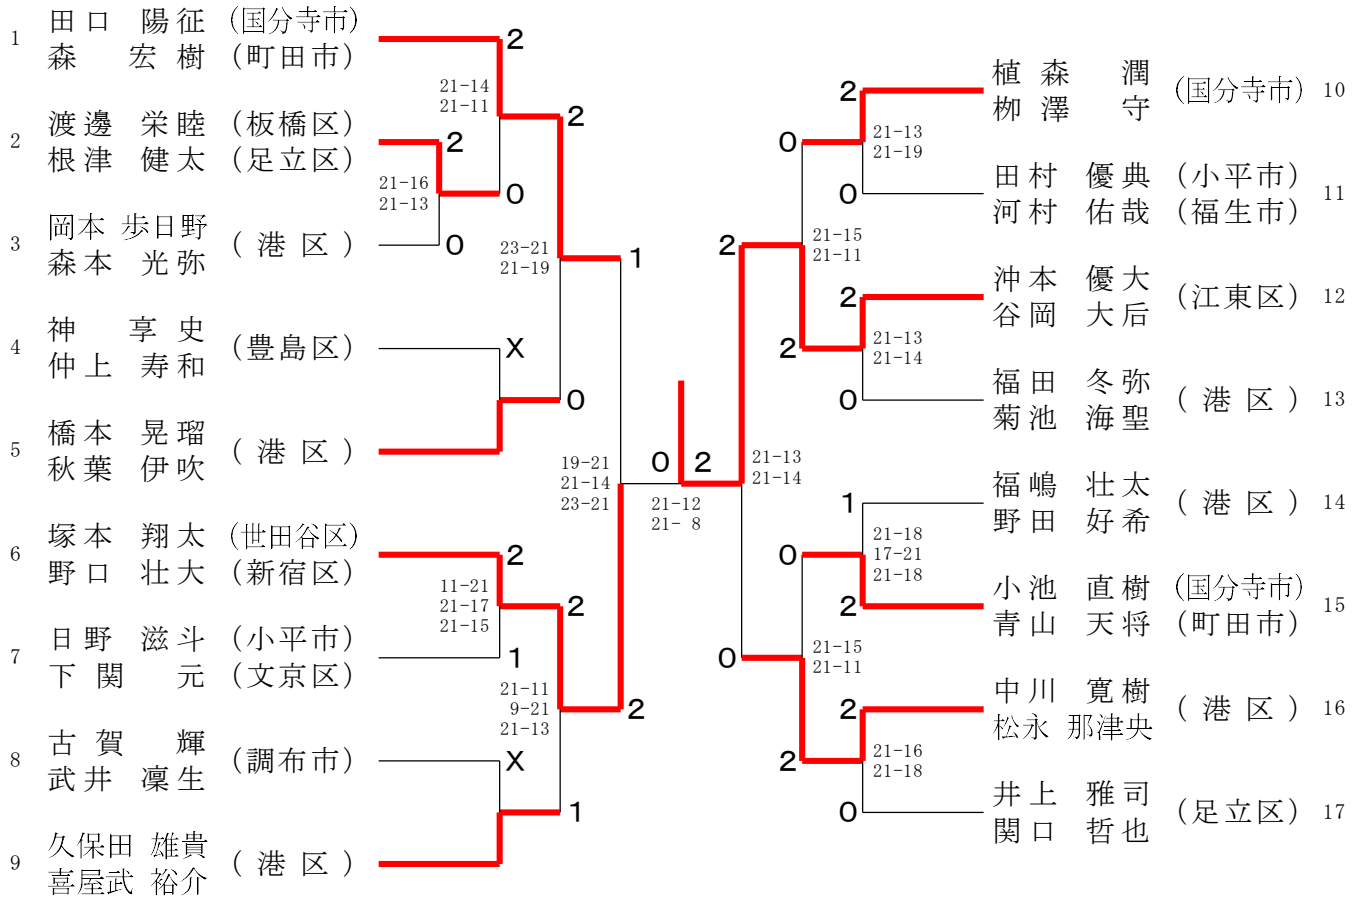 1 田口 陽征 (国分寺市)
森 宏樹 (町田市)
2
21-14
21-11
2
2 渡邊 栄睦 (板橋区)
根津 健太 (足立区)
2
21-16
21-13
0
3 岡本 歩日野 (港区)
森本 光弥
0
23-21
21-19
1
4 神 享史 (豊島区)
仲上 寿和
X
0
5 橋本 晃瑠 (港区)
秋葉 伊吹
19-21
21-14
23-21
6 塚本 翔太 (世田谷区)
野口 壮大 (新宿区)
2
11-21
21-17
21-15
2
7 日野 滋斗 (小平市)
下関 元 (文京区)
1
21-11
9-21
21-13
2
8 古賀 輝 (調布市)
武井 凜生
X
1
9 久保田 雄貴 (港区)
喜屋武 裕介
0 2
21-12
21- 8
植森 潤 (国分寺市) 10
栁澤 守
2
21-13
21-19
0
田村 優典 (小平市) 11
河村 佑哉 (福生市)
0
21-15
21-11
2
沖本 優大 (江東区) 12
谷岡 大后
2
21-13
21-14
2
福田 冬弥 (港区) 13
菊池 海聖
0
21-13
21-14
福嶋 壮太 (港区) 14
野田 好希
1
21-18
17-21
21-18
0
小池 直樹 (国分寺市) 15
青山 天将 (町田市)
2
21-15
21-11
0
中川 寛樹 (港区) 16
松永 那津央
2
21-16
21-18
2
井上 雅司 (足立区) 17
関口 哲也
0